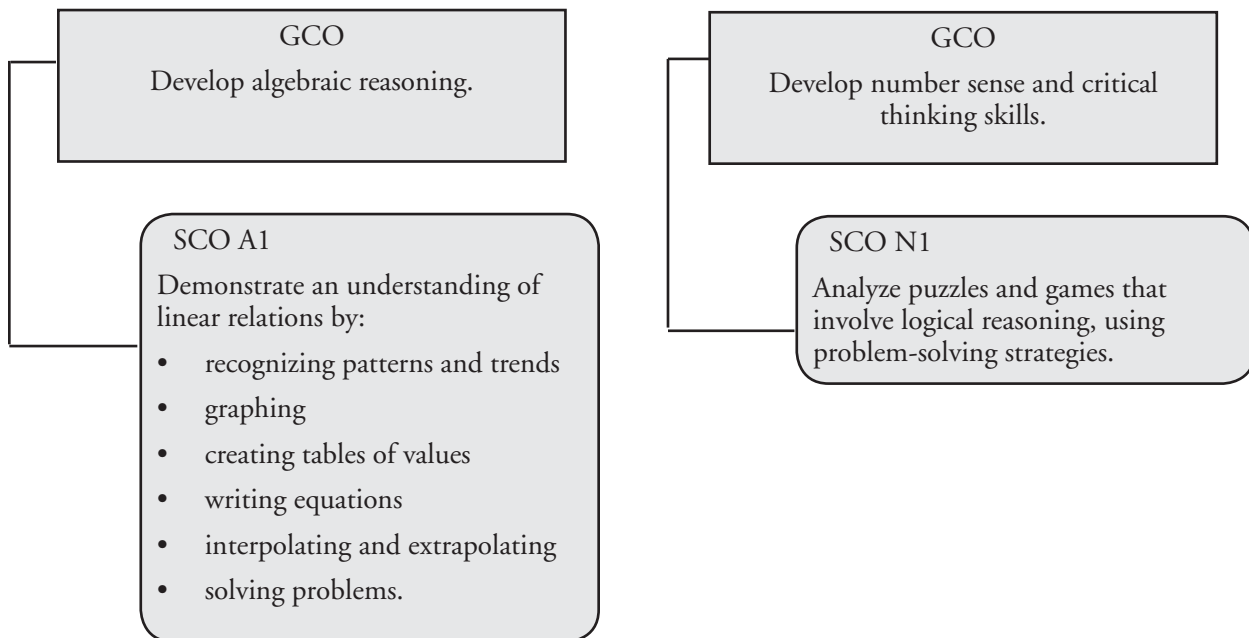 GCO
Develop algebraic reasoning.
SCO A1
Demonstrate an understanding of
linear relations by:
• recognizing patterns and trends
• graphing
• creating tables of values
• writing equations
• interpolating and extrapolating
• solving problems.
GCO
Develop number sense and critical
thinking skills.
SCO N1
Analyze puzzles and games that
involve logical reasoning, using
problem-solving strategies.